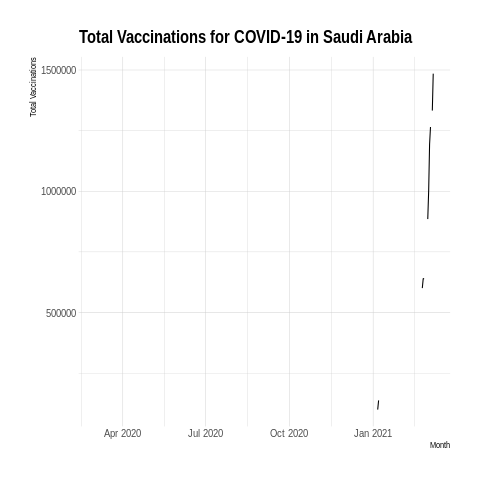 Total Vaccinations for COVID-19 in Saudi Arabia
Total Vaccinations
1500000
1000000
500000
Apr 2020 Jul 2020 Oct 2020 Jan 2021
Month